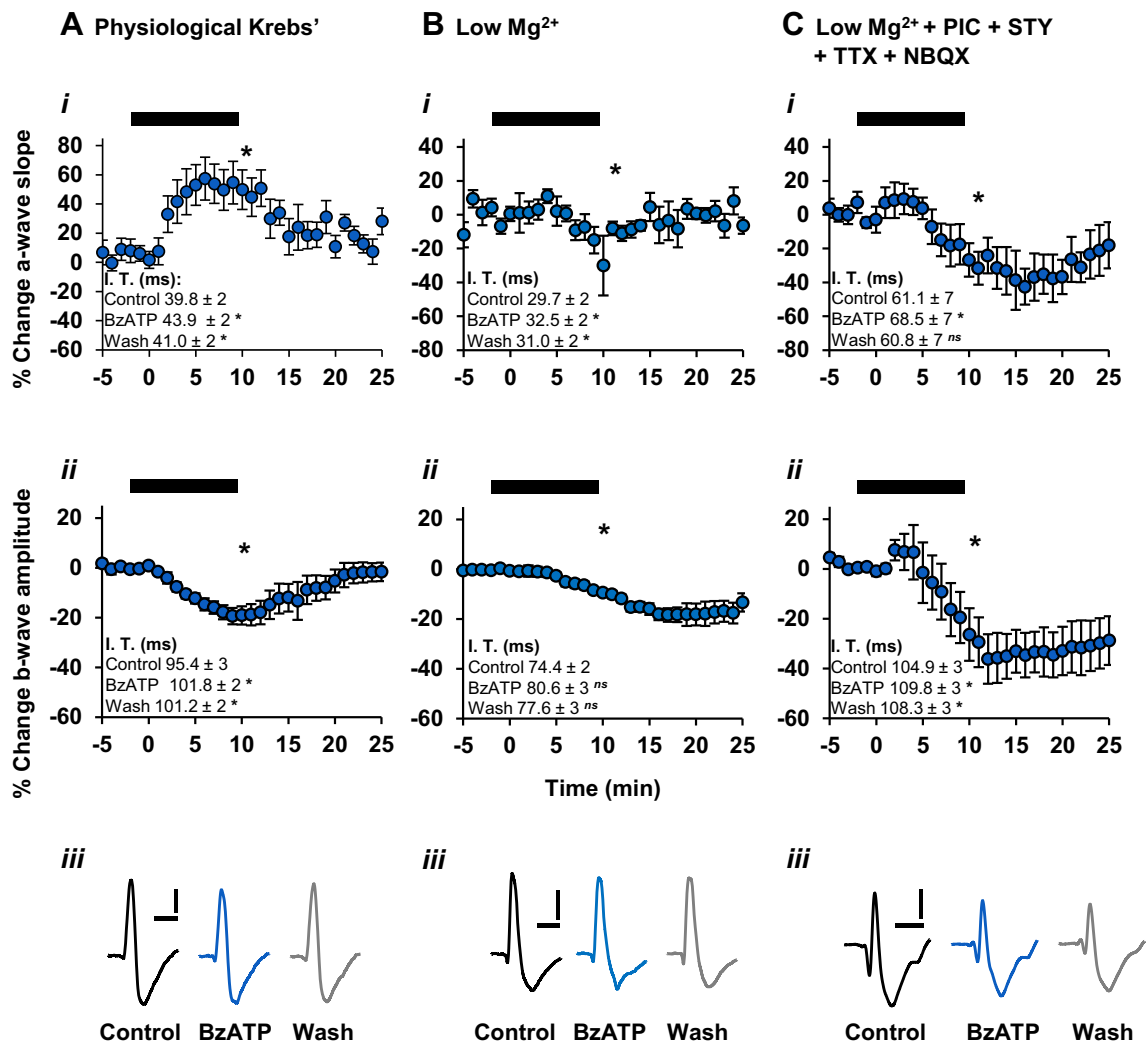 A Physiological Krebs'
B Low Mg²⁺
C Low Mg²⁺ + PIC + STY
+ TTX + NBQX
i
i
i
% Change a-wave slope
80
60
40
20
0
-20
-40
-60
*
I. T. (ms):
Control 39.8 ± 2
BzATP 43.9 ± 2 *
Wash 41.0 ± 2 *
-5 0 5 10 15 20 25
40
20
0
-20
-40
-60
-80
*
I. T. (ms)
Control 29.7 ± 2
BzATP 32.5 ± 2 *
Wash 31.0 ± 2 *
-5 0 5 10 15 20 25
40
20
0
-20
-40
-60
-80
*
I. T. (ms)
Control 61.1 ± 7
BzATP 68.5 ± 7 *
Wash 60.8 ± 7 ns
-5 0 5 10 15 20 25
ii
ii
ii
% Change b-wave amplitude
20
0
-20
-40
-60
*
I. T. (ms)
Control 95.4 ± 3
BzATP 101.8 ± 2 *
Wash 101.2 ± 2 *
-5 0 5 10 15 20 25
20
0
-20
-40
-60
*
I. T. (ms)
Control 74.4 ± 2
BzATP 80.6 ± 3 ns
Wash 77.6 ± 3 ns
-5 0 5 10 15 20 25
20
0
-20
-40
-60
*
I. T. (ms)
Control 104.9 ± 3
BzATP 109.8 ± 3 *
Wash 108.3 ± 3 *
-5 0 5 10 15 20 25
Time (min)
iii
iii
iii
Control BzATP Wash
Control BzATP Wash
Control BzATP Wash